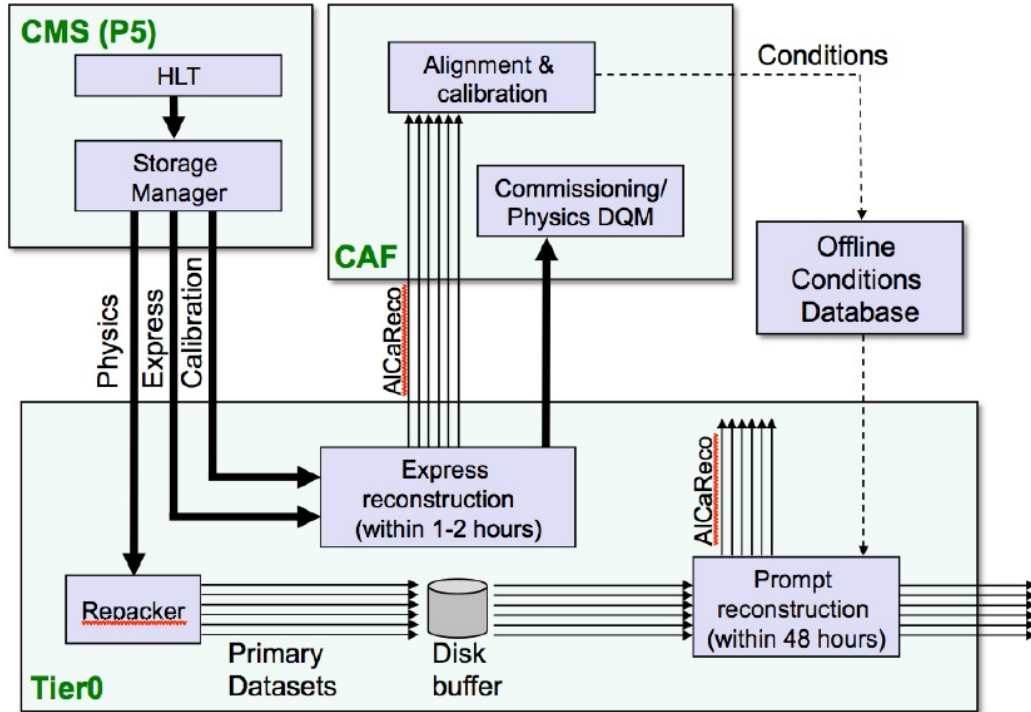 CMS (P5)
HLT
Storage
Manager
Physics
Express
Calibration
Alignment &
calibration
Commissioning/
Physics DQM
CAF
Conditions
Offline
Conditions
Database
AlCaReco
Express
reconstruction
(within 1-2 hours)
AlCaReco
Repacker
Primary
Datasets
Disk
buffer
Prompt
reconstruction
(within 48 hours)
Tier0